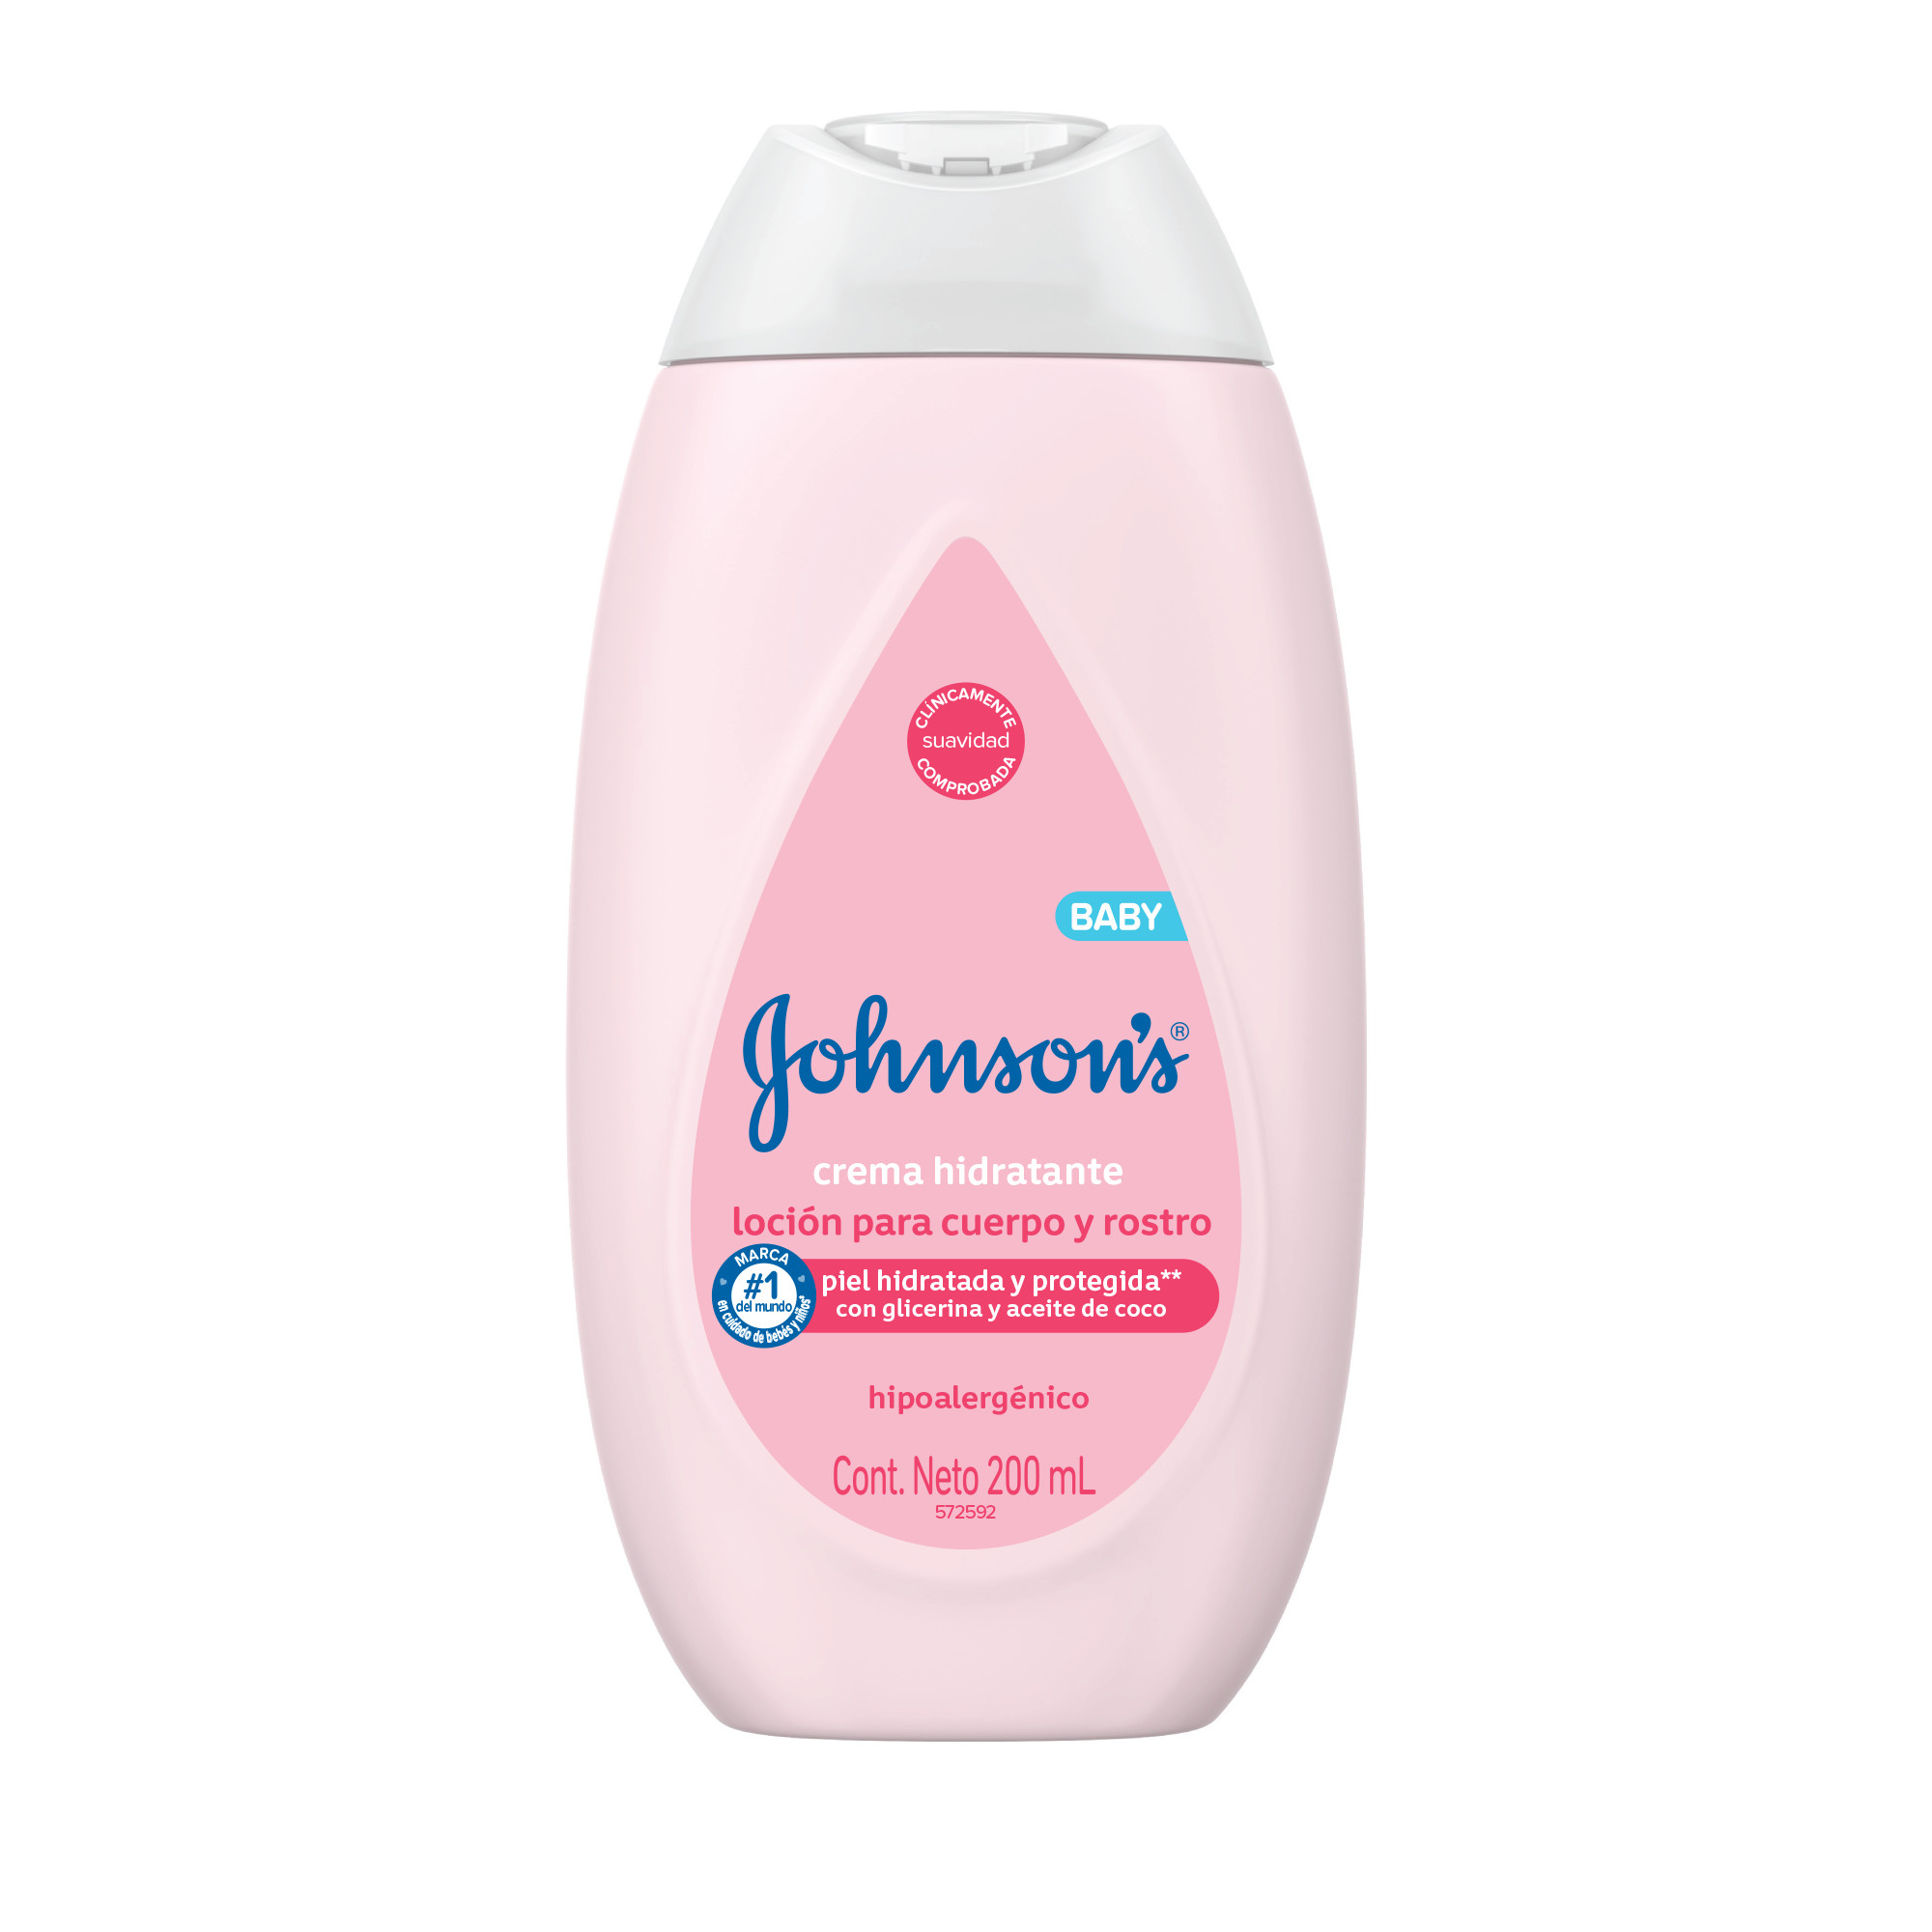 CLÍNICAMENTE
suavidad
COMPROBADA
BABY
Johnson's®
crema hidratante
loción para cuerpo y rostro
MARCA
#1
del mundo
en cuidado de bebés y niños*
piel hidratada y protegida**
con glicerina y aceite de coco
hipoalergénico
Cont. Neto 200 mL
572592